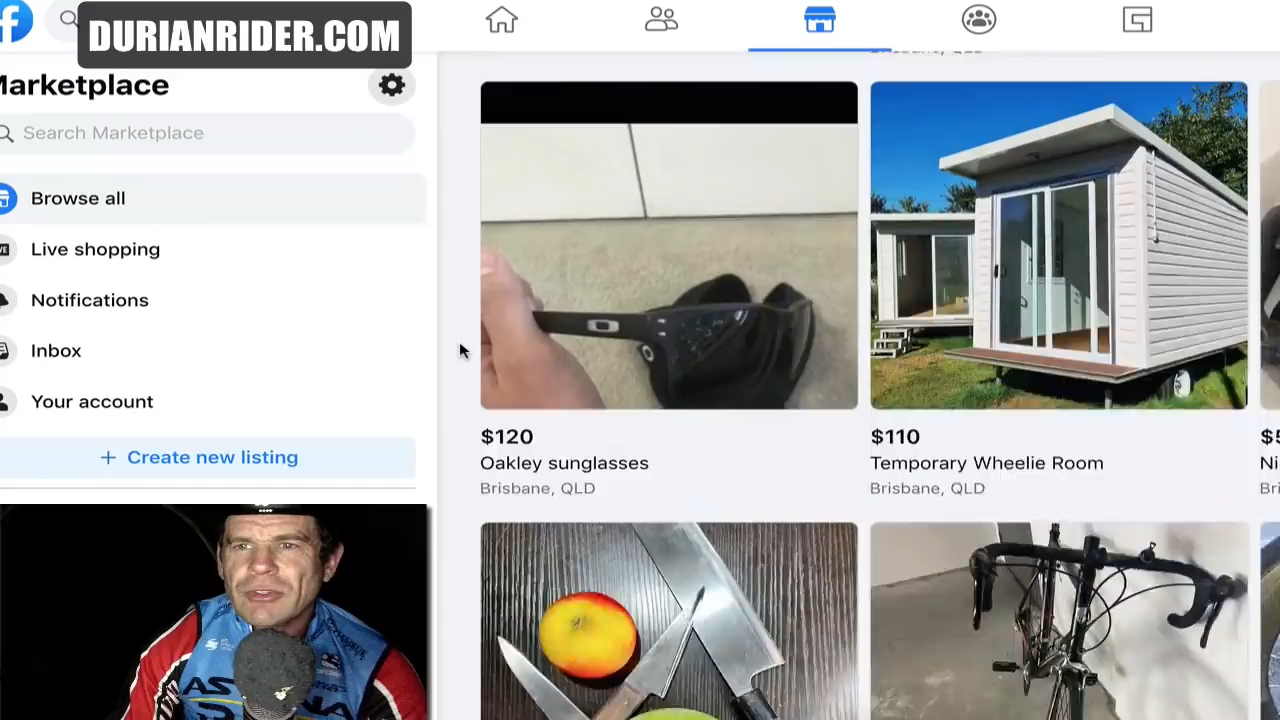 DURIANRIDER.COM
Marketplace
Search Marketplace
Browse all
Live shopping
Notifications
Inbox
Your account
+ Create new listing
$120
Oakley sunglasses
Brisbane, QLD
$110
Temporary Wheelie Room
Brisbane, QLD
AS